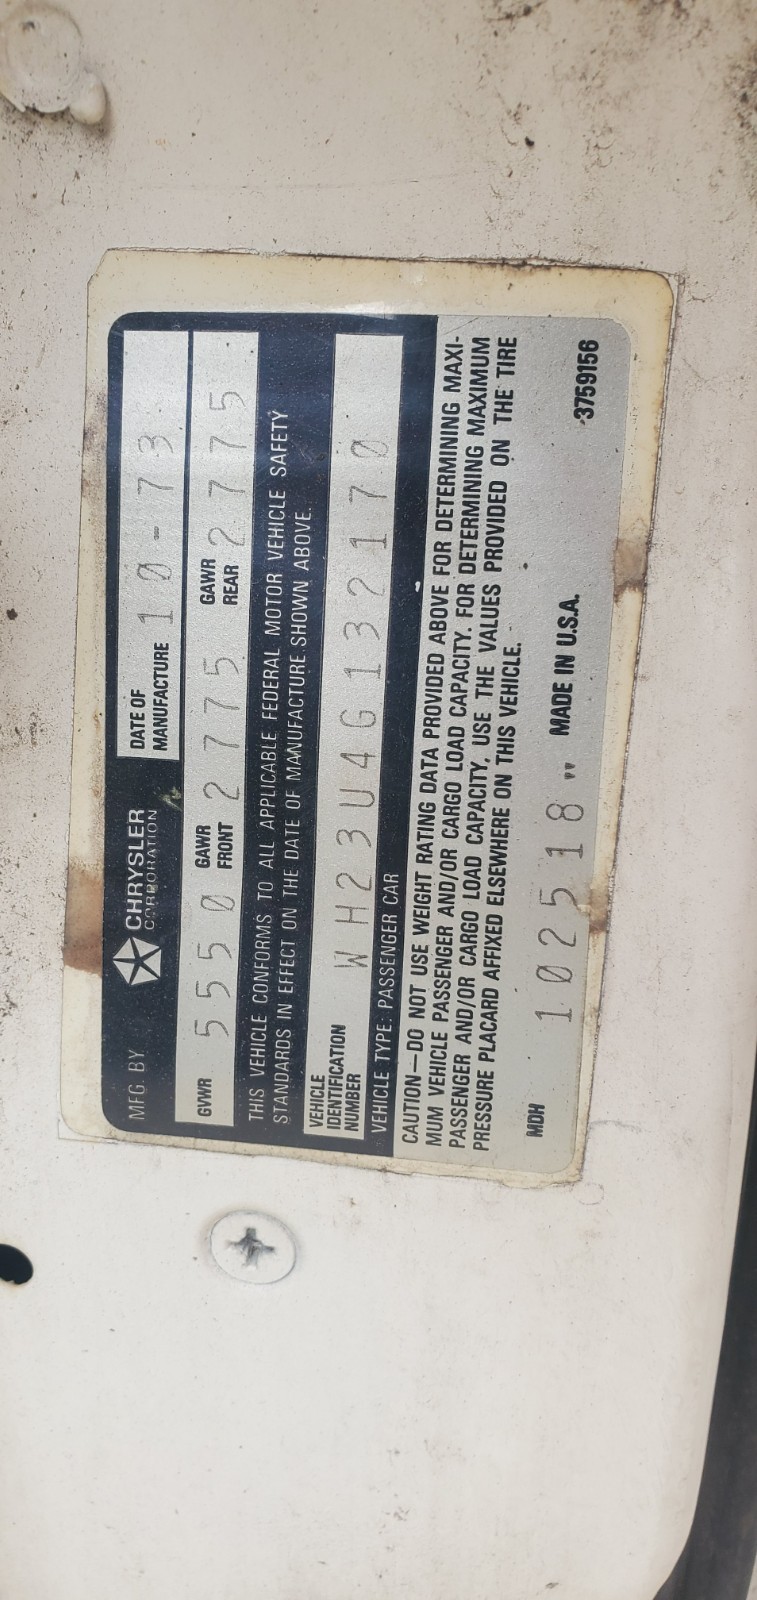 MFG. BY CHRYSLER CORPORATION
DATE OF MANUFACTURE 10-73
GVWR 5550 GAWR FRONT 2775 GAWR REAR 2775
THIS VEHICLE CONFORMS TO ALL APPLICABLE FEDERAL MOTOR VEHICLE SAFETY
STANDARDS IN EFFECT ON THE DATE OF MANUFACTURE SHOWN ABOVE.
VEHICLE IDENTIFICATION NUMBER WH23U4G132170
VEHICLE TYPE: PASSENGER CAR
CAUTION—DO NOT USE WEIGHT RATING DATA PROVIDED ABOVE FOR DETERMINING MAXI-
MUM VEHICLE PASSENGER AND/OR CARGO LOAD CAPACITY. FOR DETERMINING MAXIMUM
PASSENGER AND/OR CARGO LOAD CAPACITY, USE THE VALUES PROVIDED ON THE TIRE
PRESSURE PLACARD AFFIXED ELSEWHERE ON THIS VEHICLE.
MDH 102518 MADE IN U.S.A. 3759156